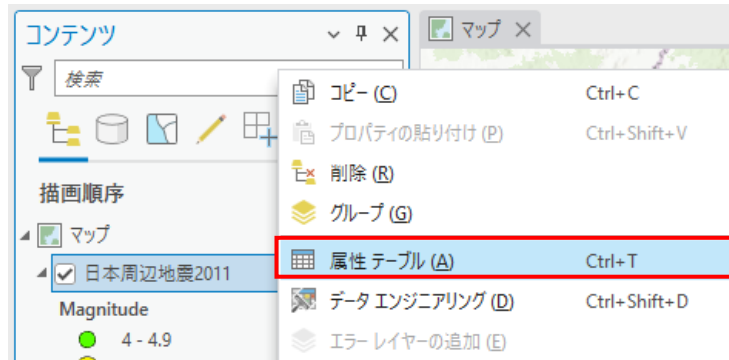 コンテンツ
マップ
検索
コピー (C) Ctrl+C
プロパティの貼り付け (P) Ctrl+Shift+V
削除 (R)
グループ (G)
描画順序
マップ
属性 テーブル (A) Ctrl+T
日本周辺地震2011
データ エンジニアリング (D) Ctrl+Shift+D
Magnitude
4 - 4.9
エラー レイヤーの追加 (E)